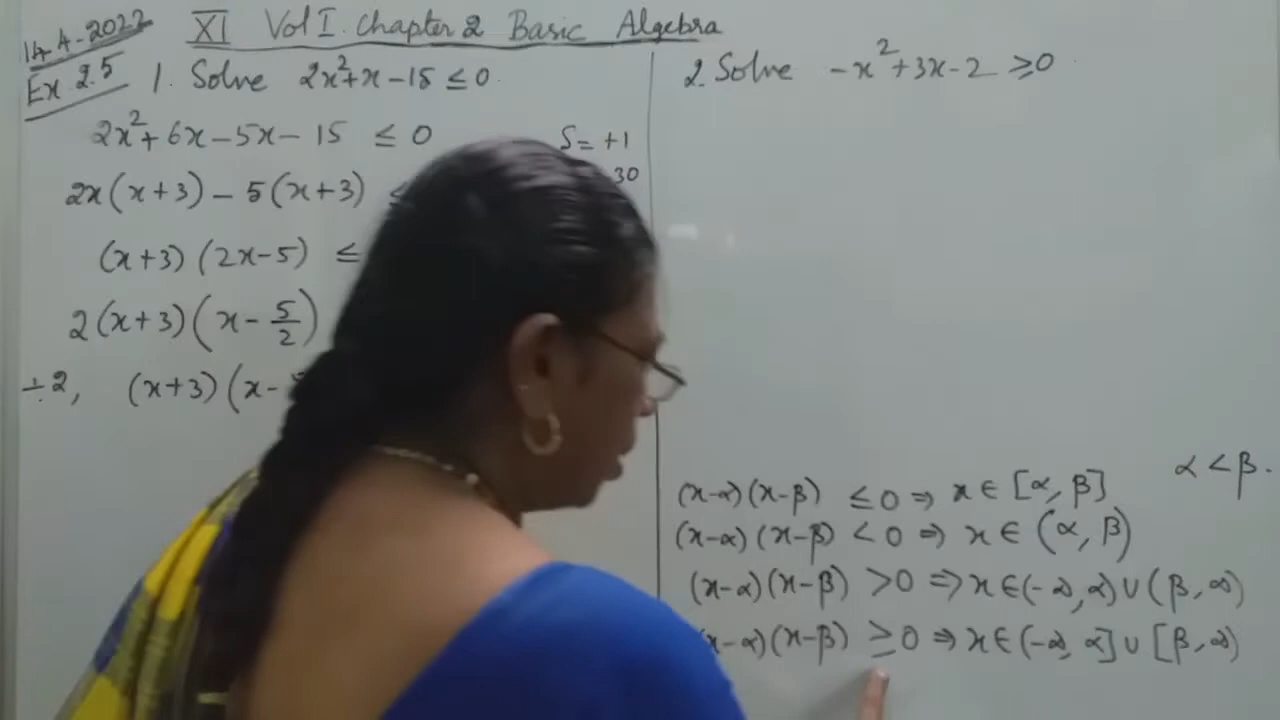 14-4-2022
XI Vol I. Chapter 2 Basic Algebra
Ex 2.5
1. Solve 2x²+x-15 ≤ 0
2x²+6x-5x-15 ≤ 0
S= +1
30
2x(x+3)-5(x+3) ≤
(x+3)(2x-5) ≤
2(x+3)(x-5/2)
÷2, (x+3)(x-
2. Solve -x²+3x-2 ≥0
α<β.
(x-α)(x-β) ≤0 ⇒ x∈[α,β]
(x-α)(x-β) <0 ⇒ x∈(α,β)
(x-α)(x-β) >0 ⇒ x∈(-∞,α)∪(β,∞)
x-α)(x-β) ≥0 ⇒ x∈(-∞,α]∪[β,∞)